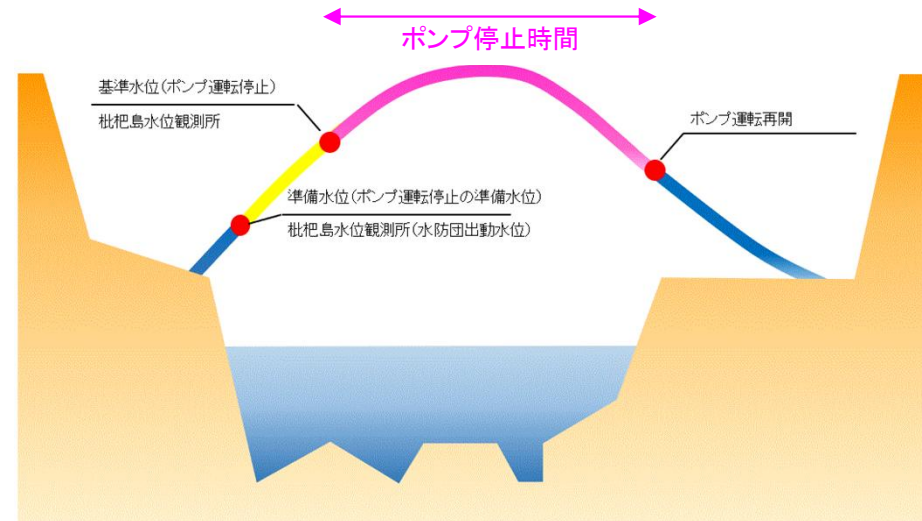 ポンプ停止時間
基準水位(ポンプ運転停止)
枇杷島水位観測所
ポンプ運転再開
準備水位(ポンプ運転停止の準備水位)
枇杷島水位観測所(水防団出動水位)